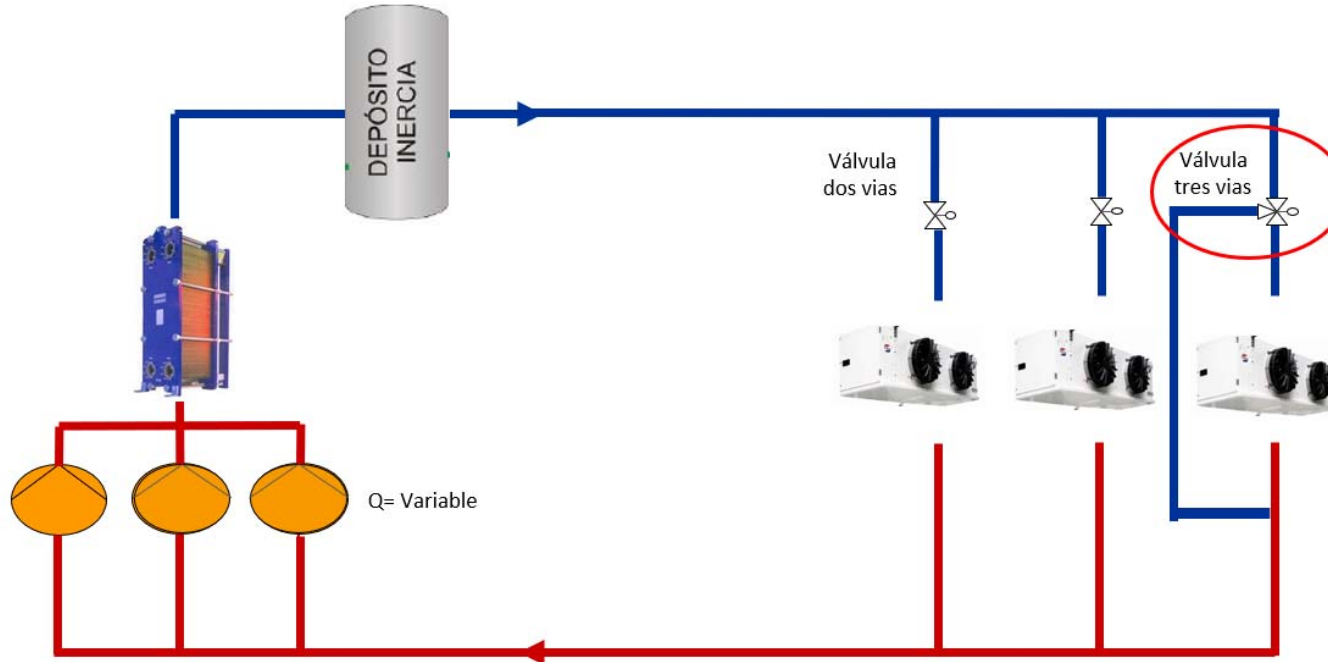 DEPÓSITO
INERCIA
Válvula
dos vias
Válvula
tres vias
Q= Variable